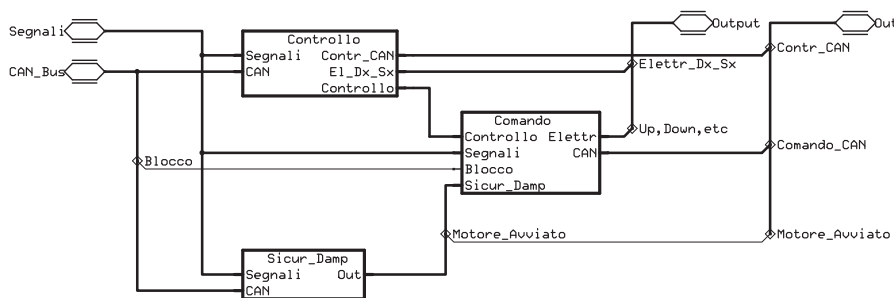 Segnali
Controllo
Output
Out
Segnali Contr_CAN
Contr_CAN
CAN_Bus
CAN El_Dx_Sx
Elettr_Dx_Sx
Controllo
Comando
Controllo Elettr
Up,Down,etc
Segnali CAN
Comando_CAN
Blocco
Blocco
Sicur_Damp
Motore_Avviato
Motore_Avviato
Sicur_Damp
Segnali Out
CAN